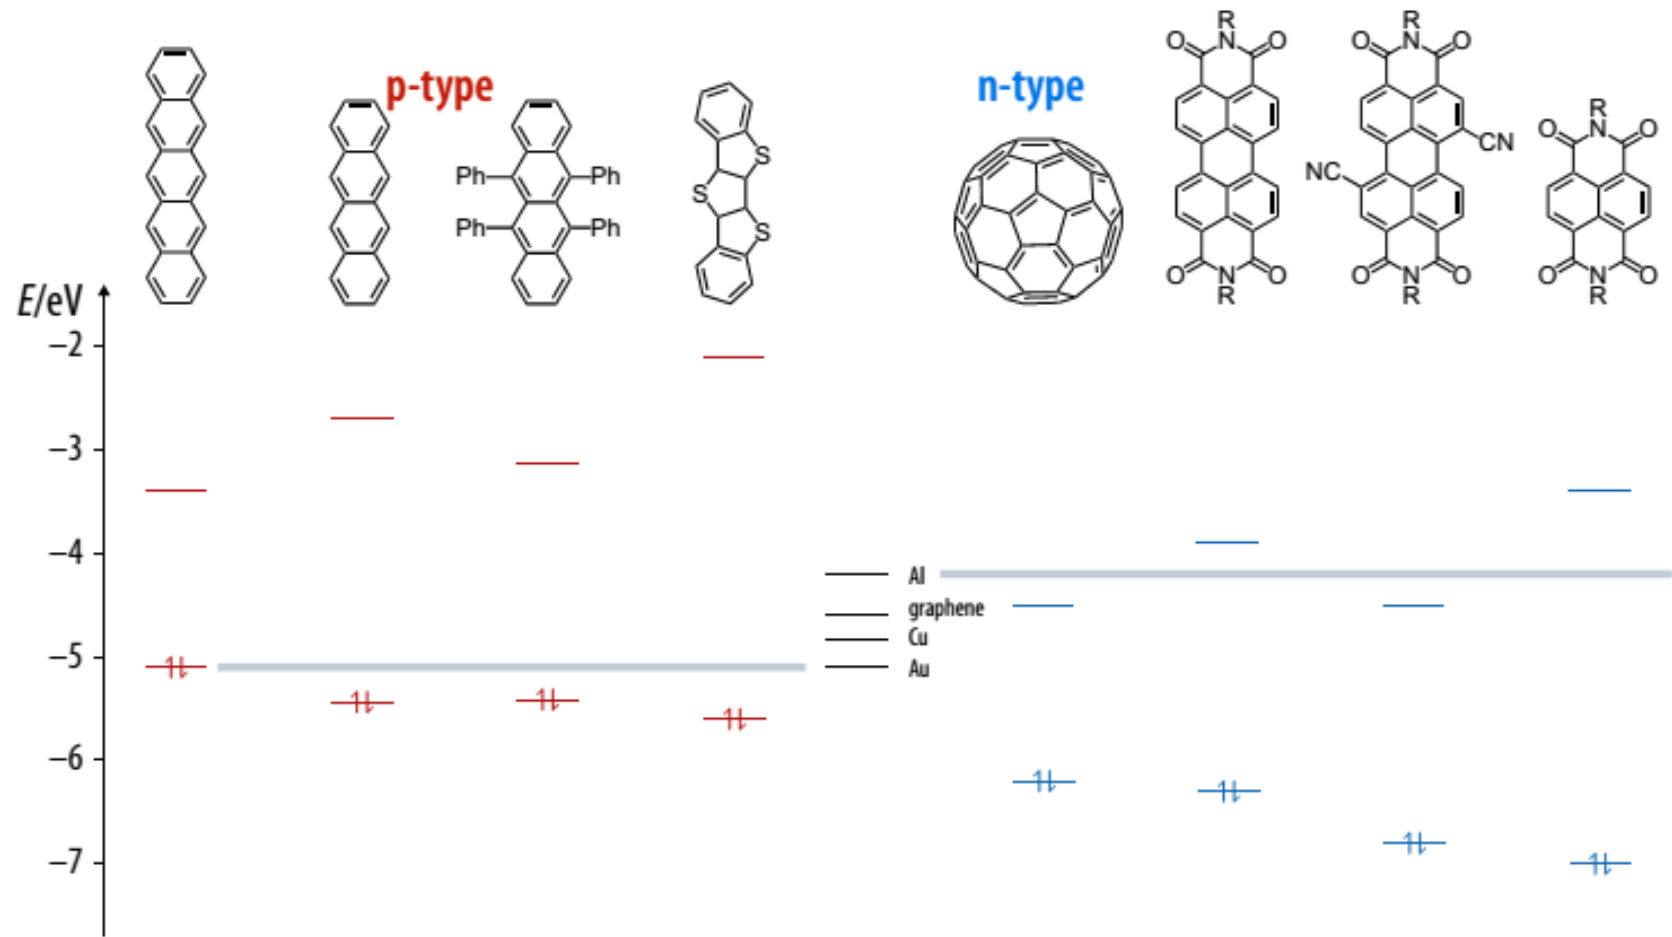 p-type
n-type
Ph
Ph
Ph
Ph
S
S
S
R
O N O
O N O
R
R
O N O
CN
NC
O N O
R
R
O N O
O N O
R
E/eV
–2
–3
–4
–5
–6
–7
Al
graphene
Cu
Au